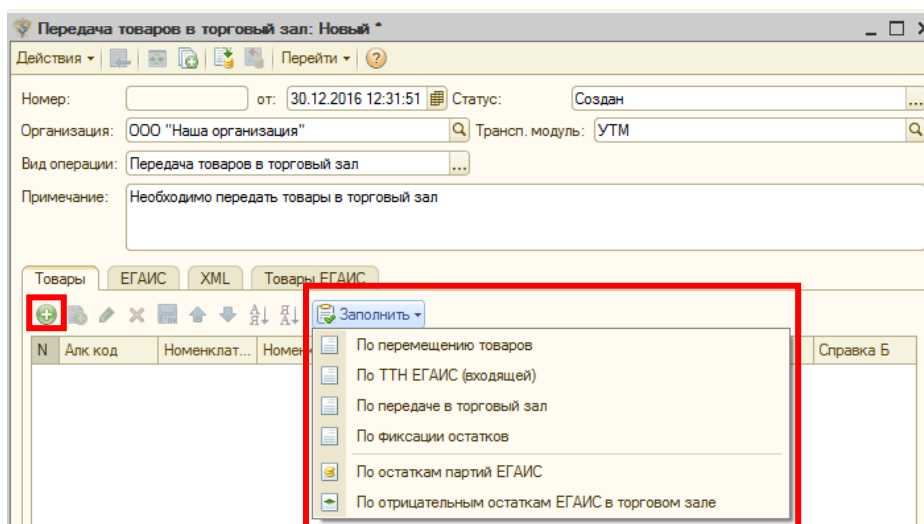 Передача товаров в торговый зал: Новый *
Действия Перейти
Номер: от: 30.12.2016 12:31:51 Статус: Создан ...
Организация: ООО "Наша организация" Трансп. модуль: УТМ
Вид операции: Передача товаров в торговый зал ...
Примечание: Необходимо передать товары в торговый зал
Товары ЕГАИС XML Товары ЕГАИС
Заполнить
N Алк код Номенклат... Номен Справка Б
По перемещению товаров
По ТТН ЕГАИС (входящей)
По передаче в торговый зал
По фиксации остатков
По остаткам партий ЕГАИС
По отрицательным остаткам ЕГАИС в торговом зале